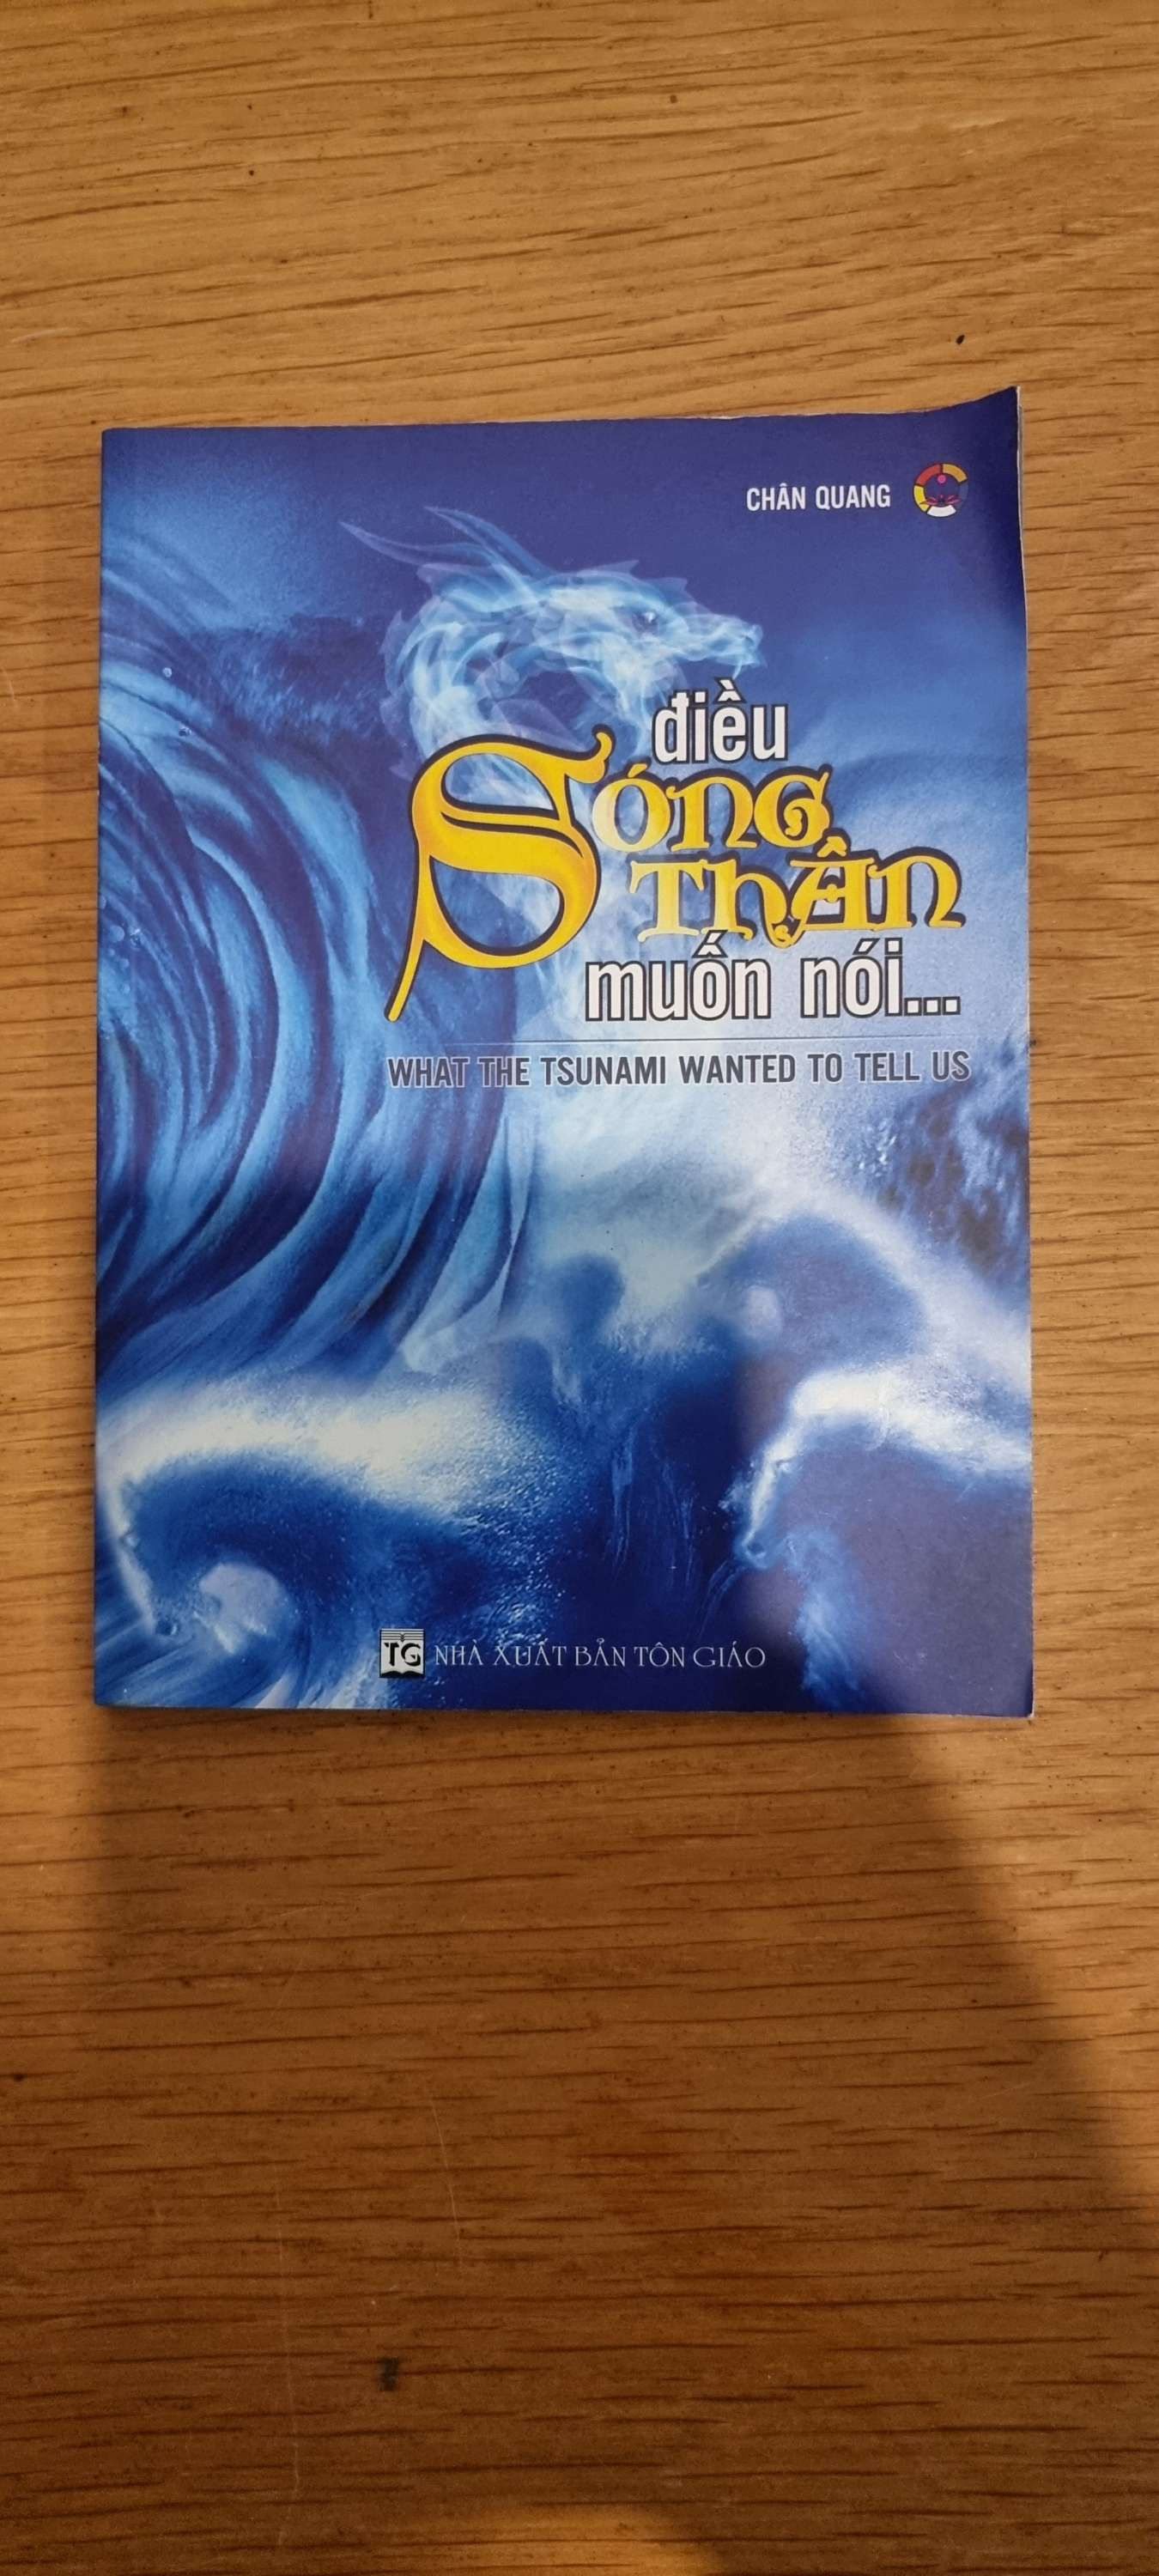 CHÂN QUANG
điều
SÓNG
THẦN
muốn nói...
WHAT THE TSUNAMI WANTED TO TELL US
TG NHÀ XUẤT BẢN TÔN GIÁO